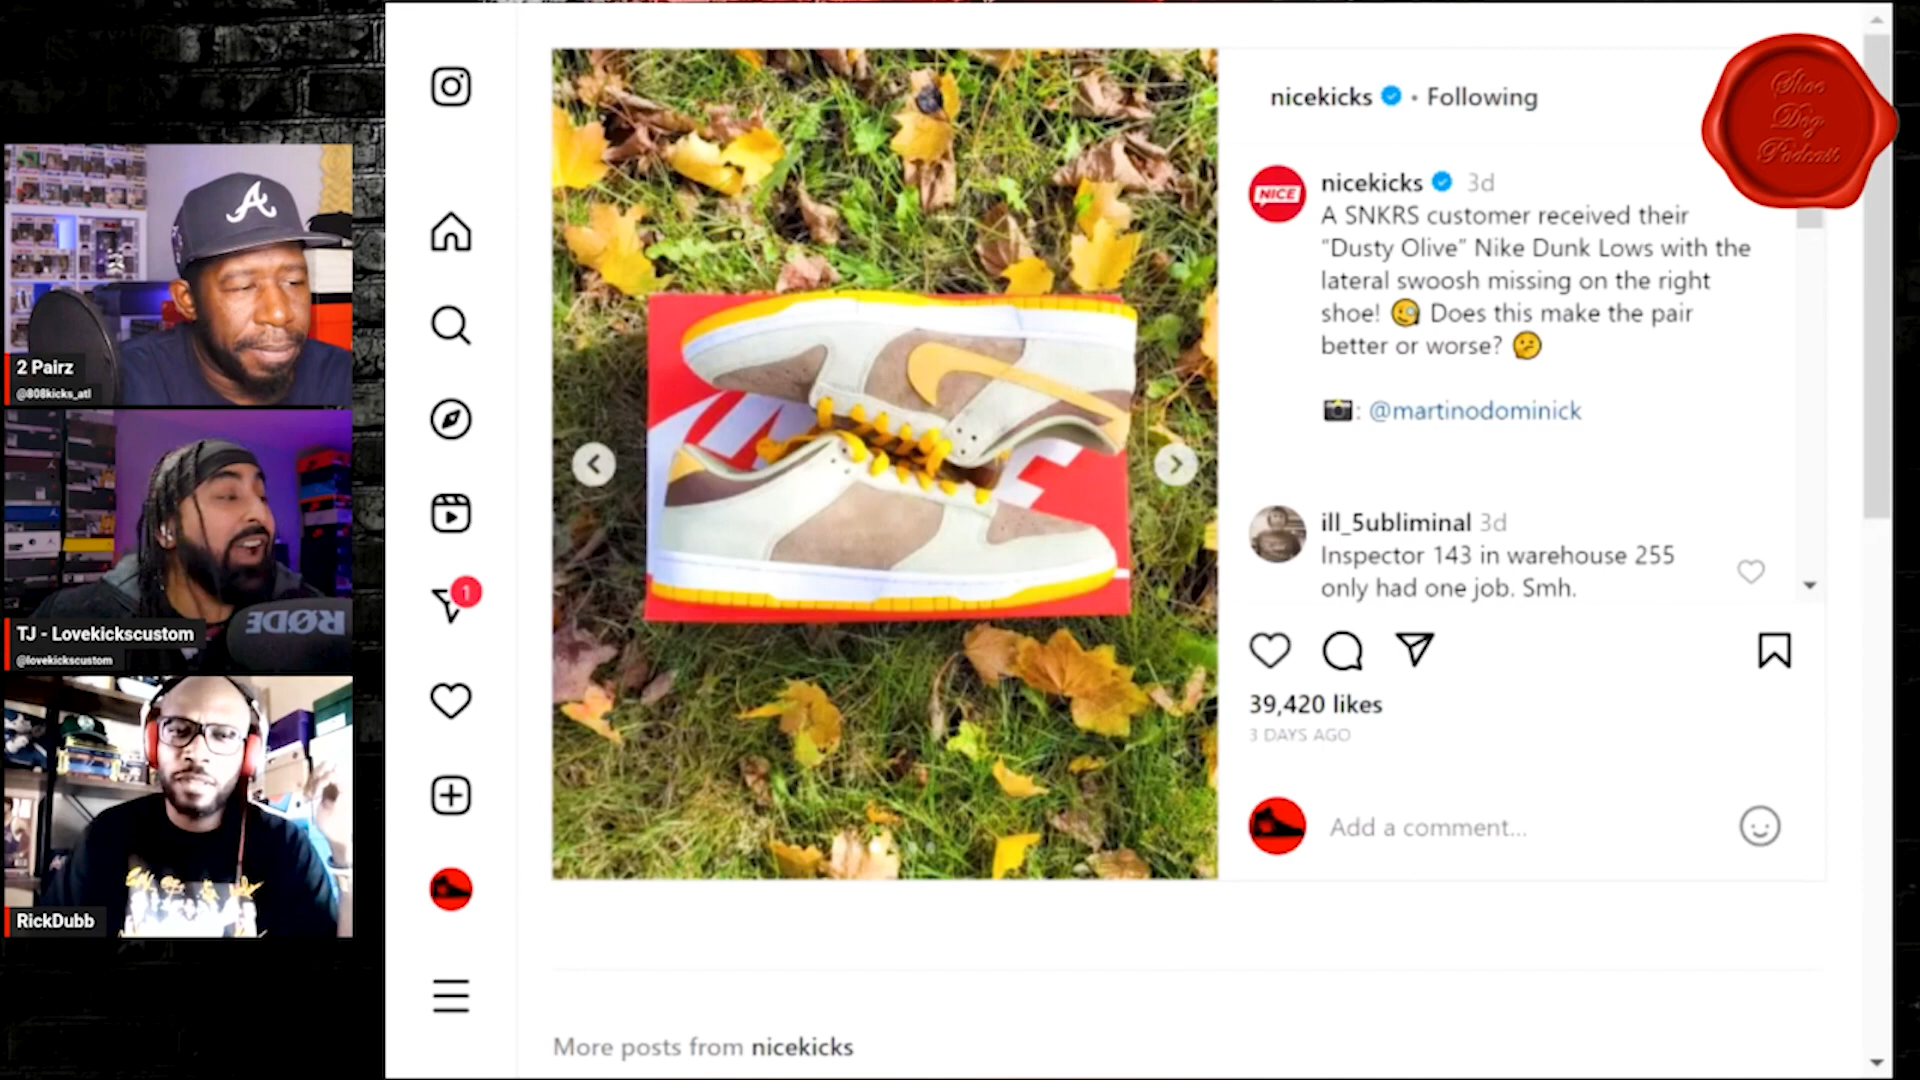 2 Pairz
@808kicks_atl
RØDE
TJ - Lovekickscustom
@lovekickscustom
RickDubb
1
nicekicks • Following
Shoe
Dog
Podcast
NICE
nicekicks 3d
A SNKRS customer received their
“Dusty Olive” Nike Dunk Lows with the
lateral swoosh missing on the right
shoe! 🧐 Does this make the pair
better or worse? 🤔
📸: @martinodominick
ill_5ubliminal 3d
Inspector 143 in warehouse 255
only had one job. Smh.
39,420 likes
3 DAYS AGO
Add a comment...
More posts from nicekicks